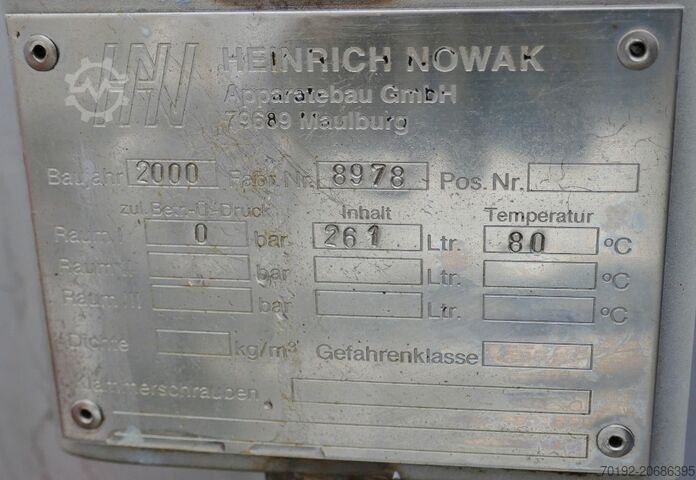 HN HEINRICH NOWAK
Apparatebau GmbH
79689 Maulburg
Baujahr 2000 Fabr. Nr. 8978 Pos. Nr.
zul. Betr.-Ü.-Druck Inhalt Temperatur
Raum I 0 bar 261 Ltr. 80 °C
Raum II bar Ltr. °C
Raum III bar Ltr. °C
Dichte kg/m³ Gefahrenklasse
Klammerschrauben
70192-20686395